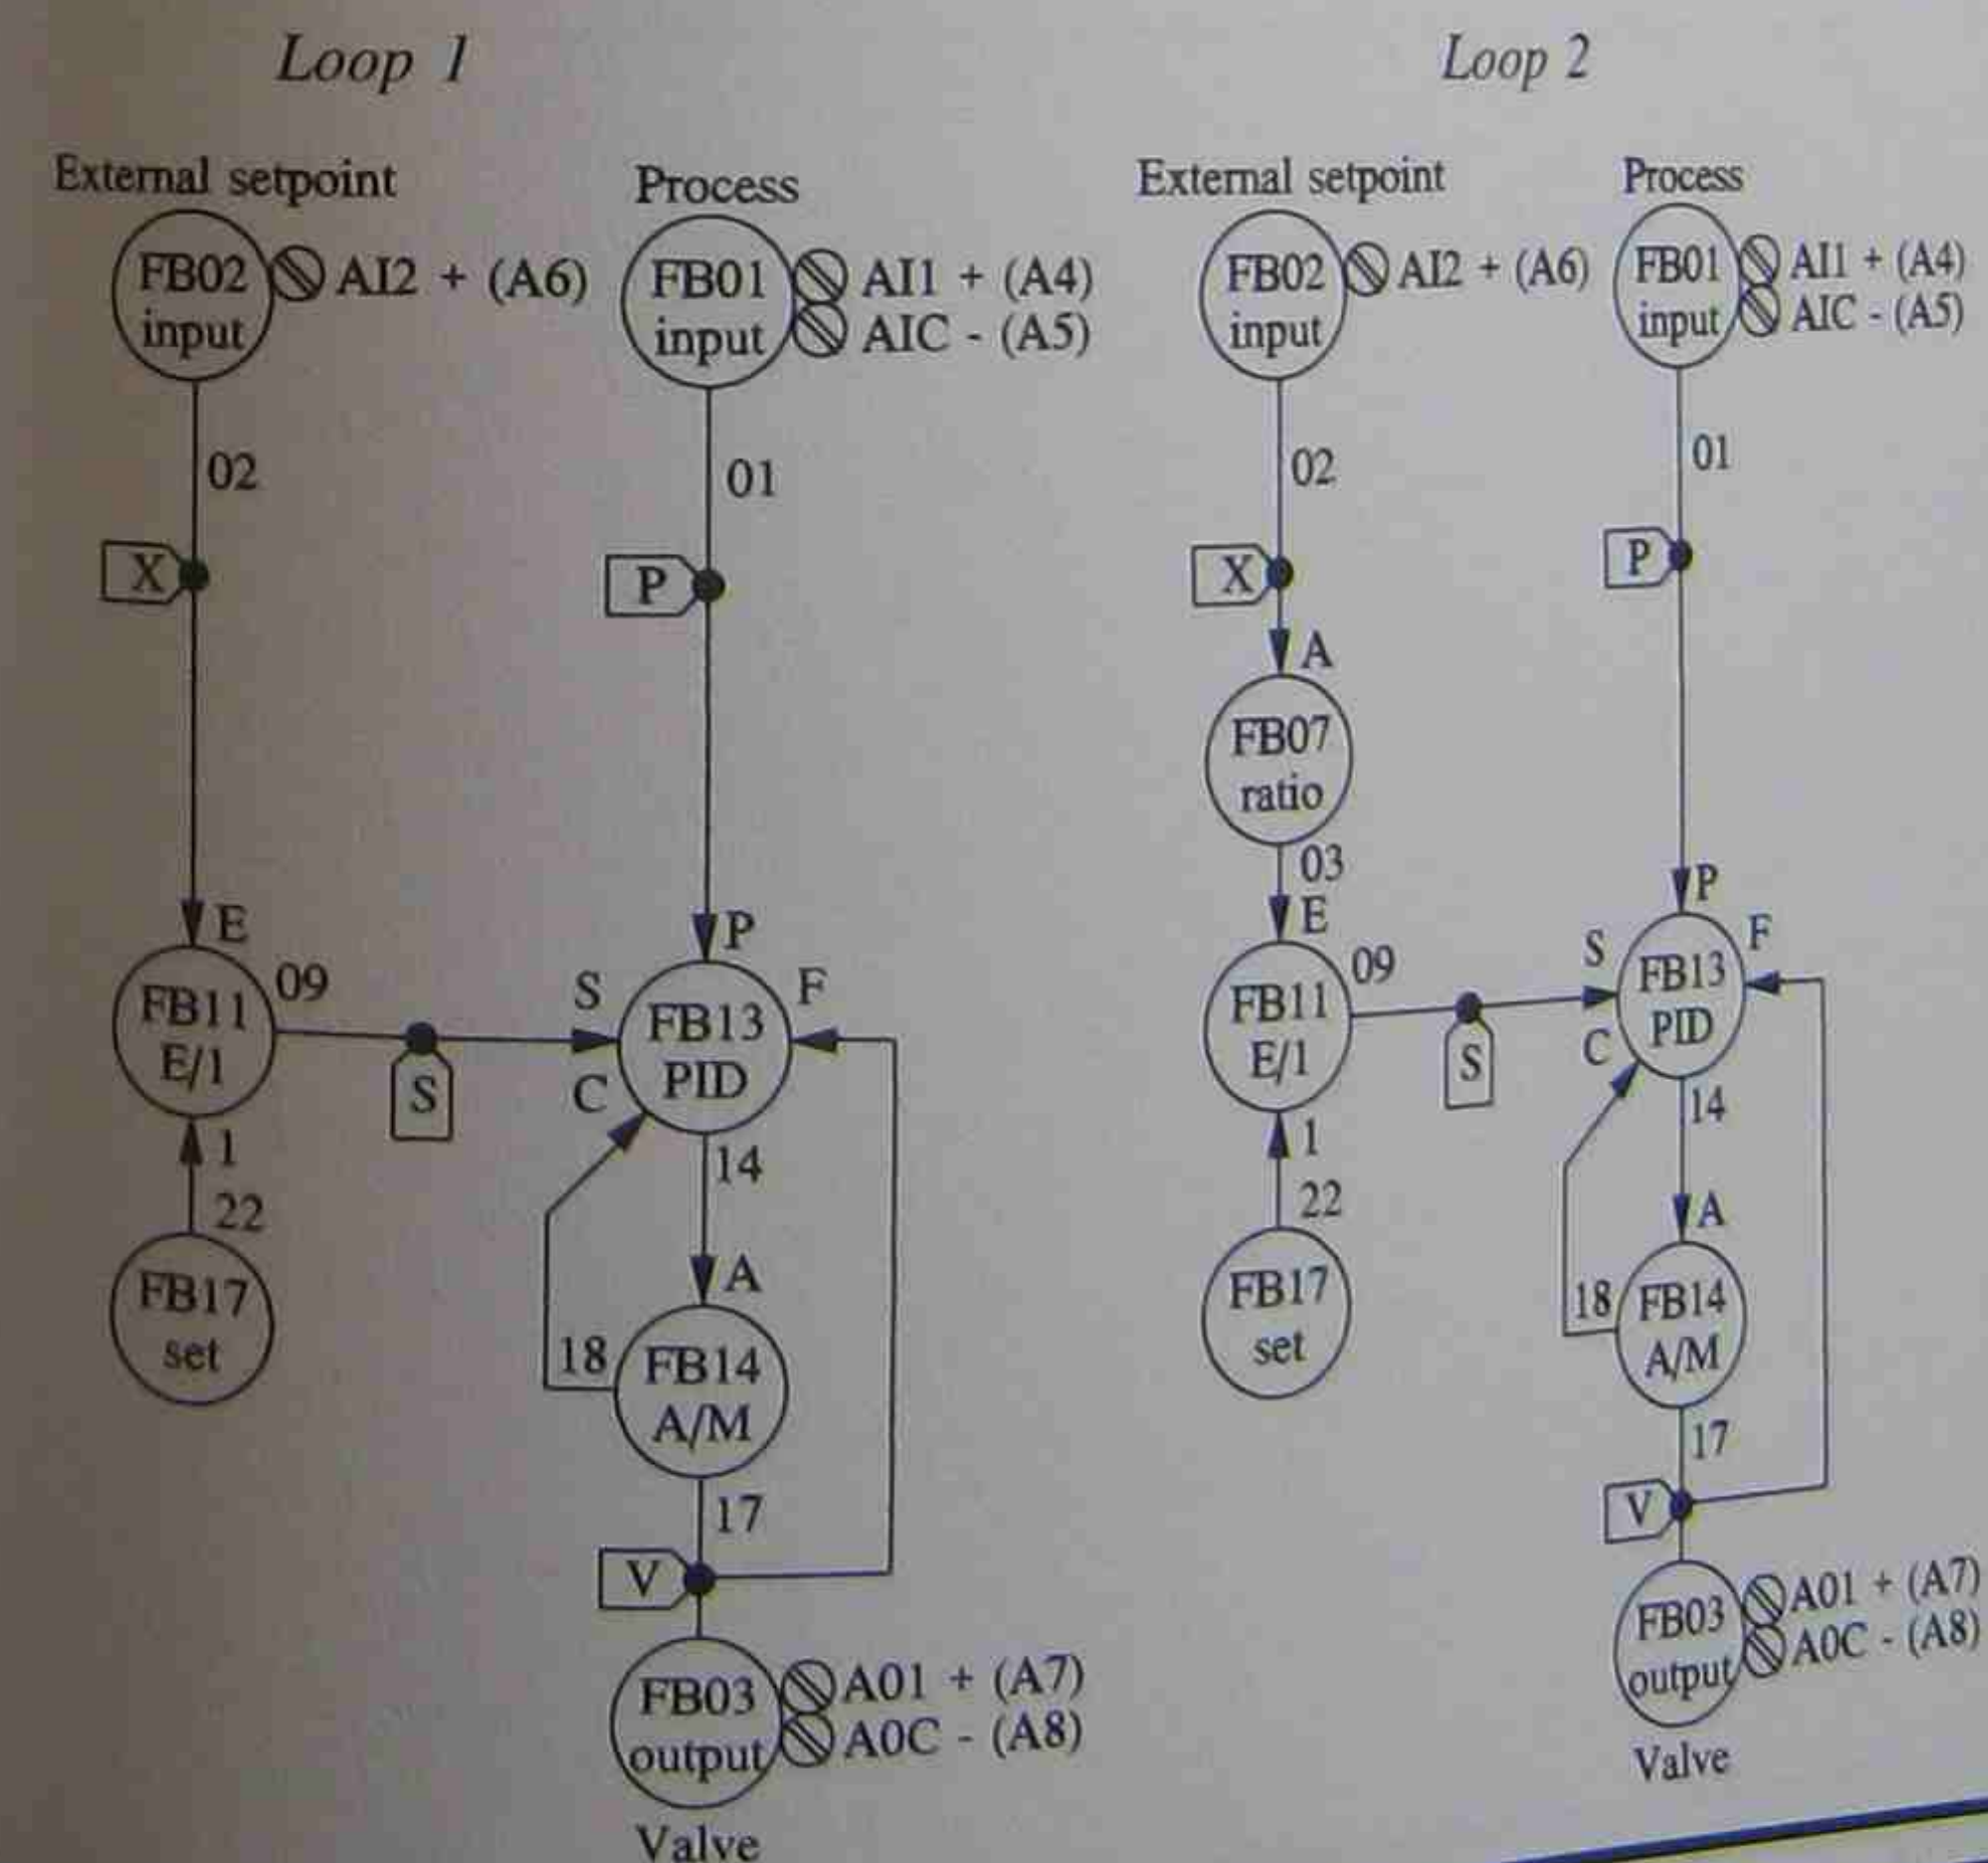 Loop 1
External setpoint
FB02
input
AI2 + (A6)
02
X
E
FB11
E/1
09
S
1
22
FB17
set
Process
FB01
input
AI1 + (A4)
AIC - (A5)
01
P
P
S
F
C
FB13
PID
14
A
18
FB14
A/M
17
V
FB03
output
A01 + (A7)
A0C - (A8)
Valve
Loop 2
External setpoint
FB02
input
AI2 + (A6)
02
X
A
FB07
ratio
03
E
FB11
E/1
09
S
1
22
FB17
set
Process
FB01
input
AI1 + (A4)
AIC - (A5)
01
P
P
S
F
C
FB13
PID
14
A
18
FB14
A/M
17
V
FB03
output
A01 + (A7)
A0C - (A8)
Valve